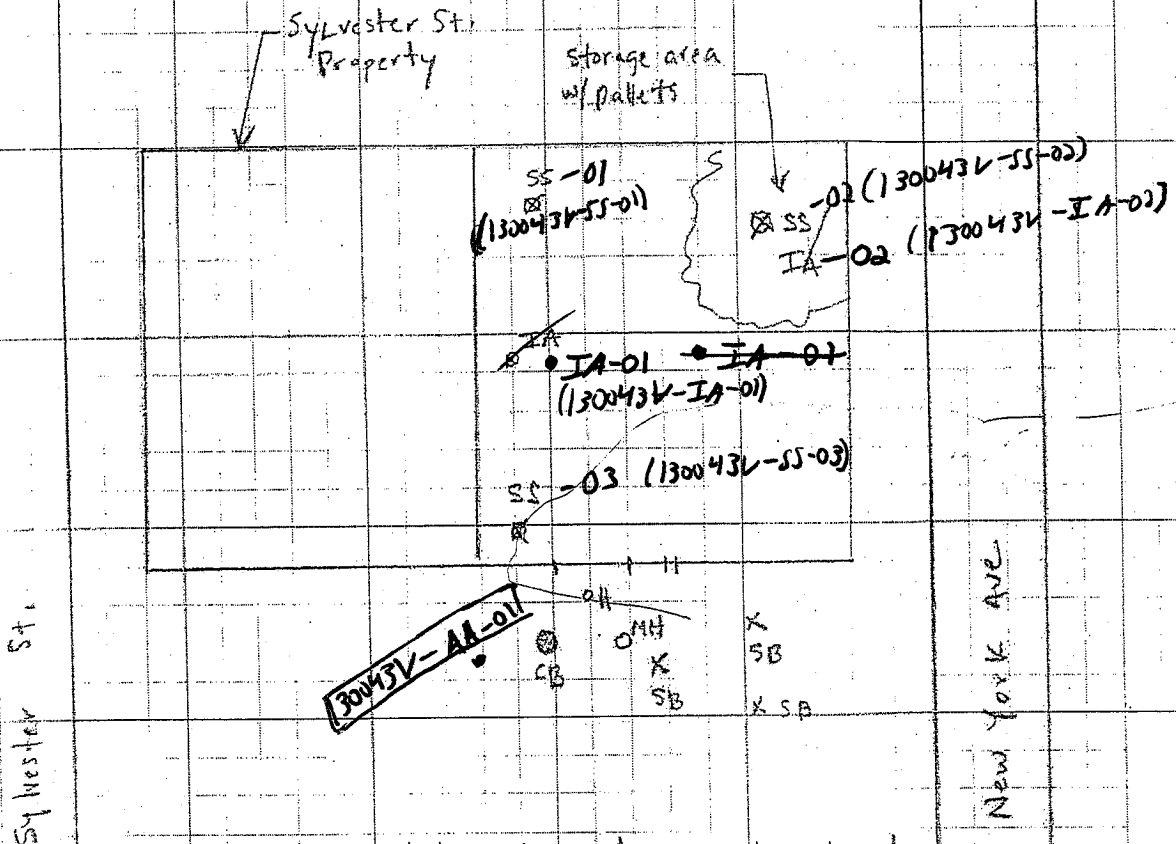 Sylvester St.
Property
storage area
w/ pallets
SS -01
(130043V-SS-01)
SS -02 (130043V-SS-02)
IA-02 (130043V-IA-02)
IA
IA-01
(130043V-IA-01)
IA-01
SS -03 (130043V-SS-03)
OH
130043V-AA-01
CB
MH
X
SB
X
SB
X SB
Sylvester St.
New York Ave